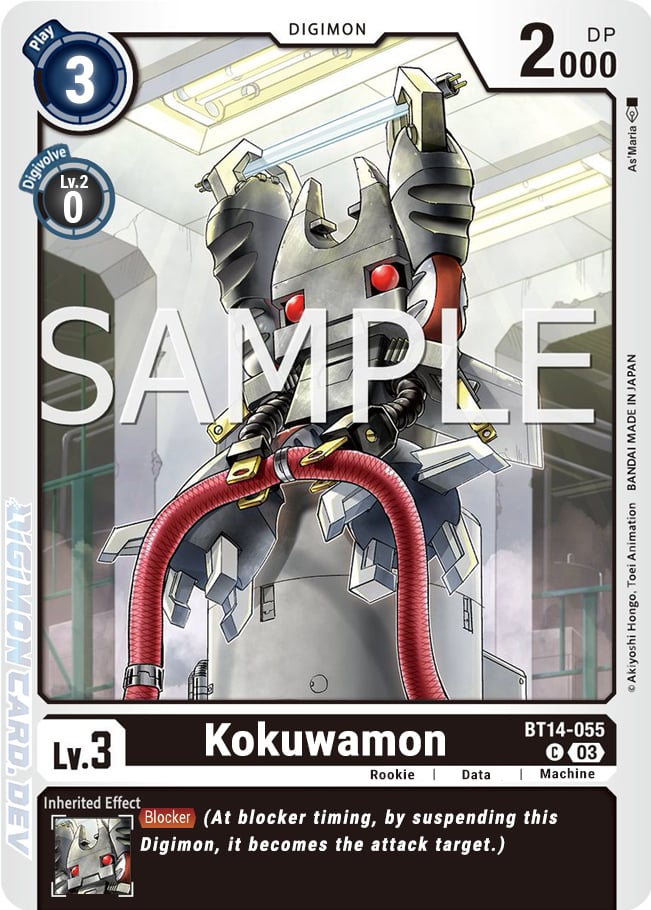 DIGIMON
Play
3
DP
2000
Digivolve
Lv.2
0
As'Maria
SAMPLE
© Akiyoshi Hongo, Toei Animation BANDAI MADE IN JAPAN
DIGIMONCARD.DEV
Lv.3
Kokuwamon
BT14-055
C 03
Rookie | Data | Machine
Inherited Effect
Blocker (At blocker timing, by suspending this
Digimon, it becomes the attack target.)